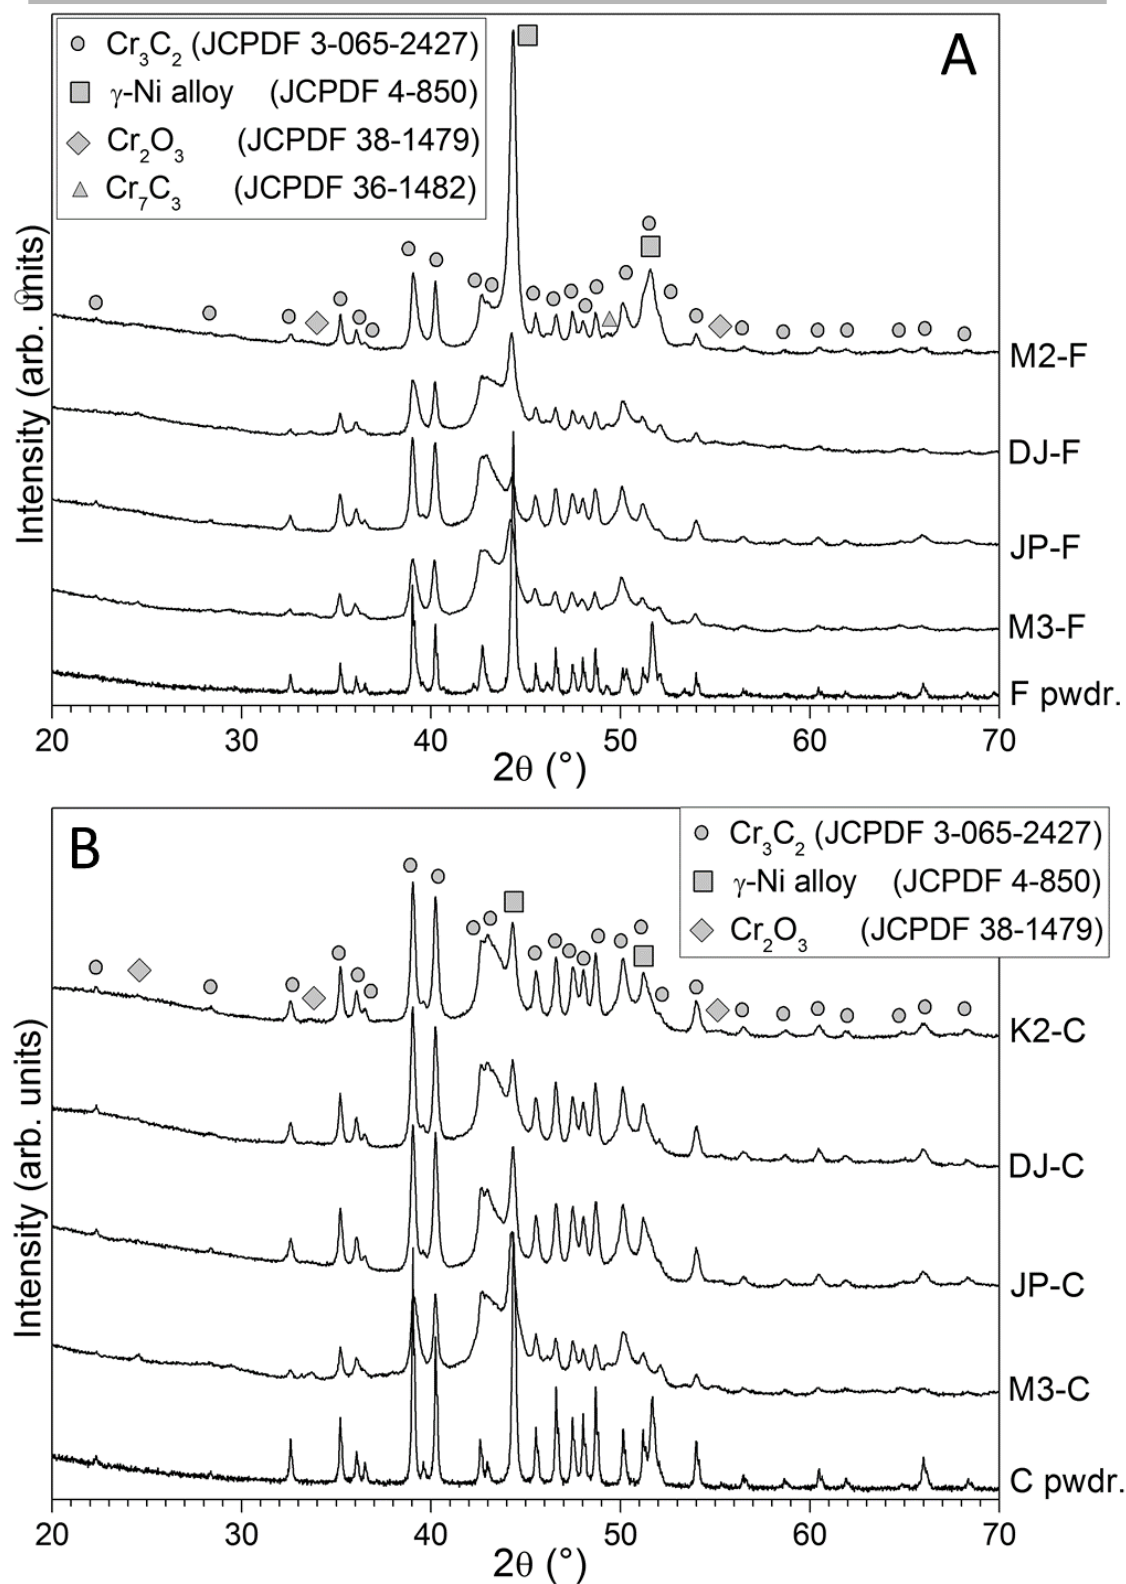 Cr3C2 (JCPDF 3-065-2427)
γ-Ni alloy (JCPDF 4-850)
Cr2O3 (JCPDF 38-1479)
Cr7C3 (JCPDF 36-1482)
A
Intensity (arb. units)
M2-F
DJ-F
JP-F
M3-F
F pwdr.
20 30 40 50 60 70
2θ (°)
B
Cr3C2 (JCPDF 3-065-2427)
γ-Ni alloy (JCPDF 4-850)
Cr2O3 (JCPDF 38-1479)
Intensity (arb. units)
K2-C
DJ-C
JP-C
M3-C
C pwdr.
20 30 40 50 60 70
2θ (°)